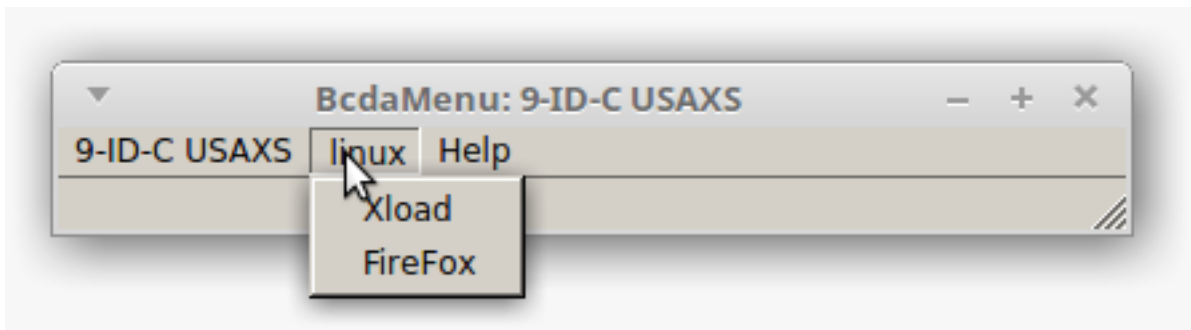 BcdaMenu: 9-ID-C USAXS
9-ID-C USAXS linux Help
Xload
FireFox